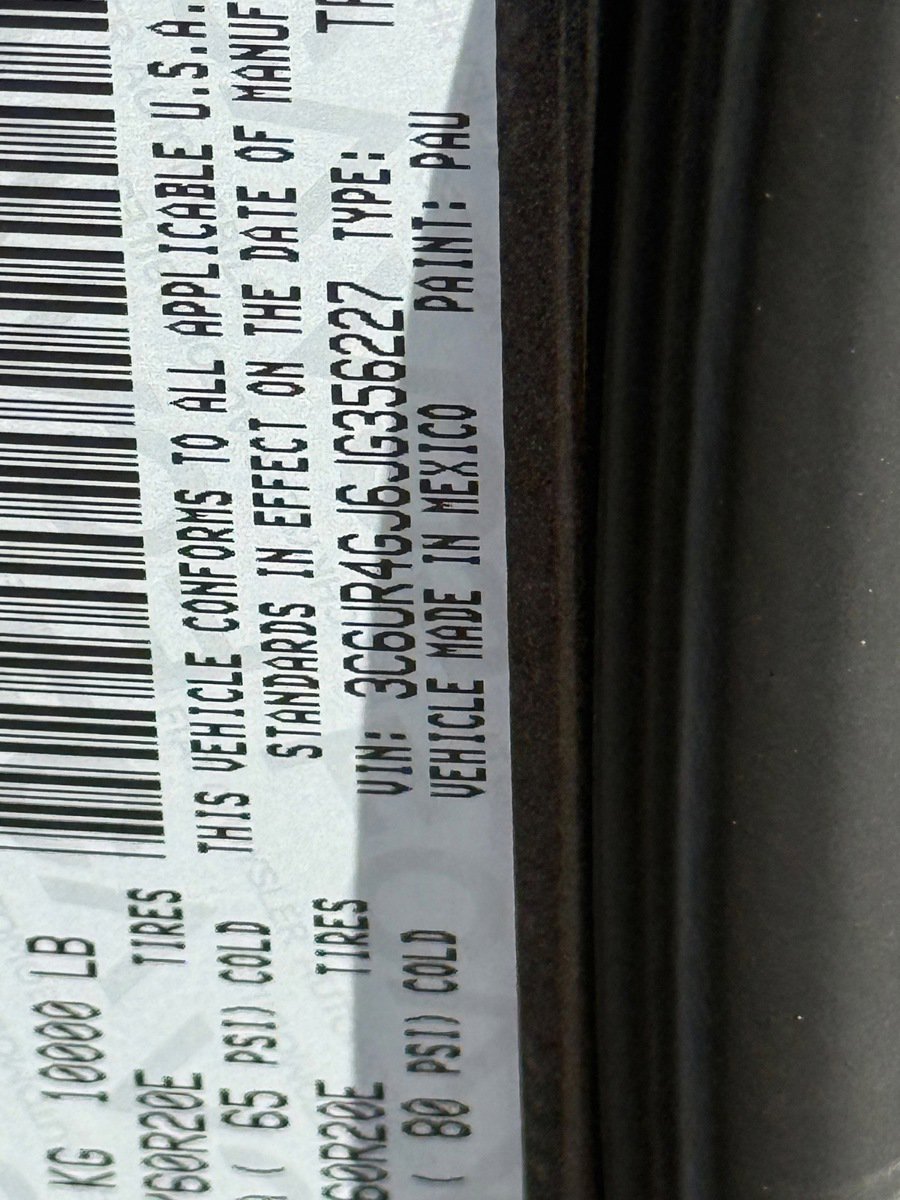 KG 10000 LB
60R20E TIRES
( 65 PSI) COLD
60R20E TIRES
( 80 PSI) COLD
THIS VEHICLE CONFORMS TO ALL APPLICABLE U.S.A.
STANDARDS IN EFFECT ON THE DATE OF MANUF
VIN: 3C6UR4GJ6JG356227 TYPE:
VEHICLE MADE IN MEXICO PAINT: PAU